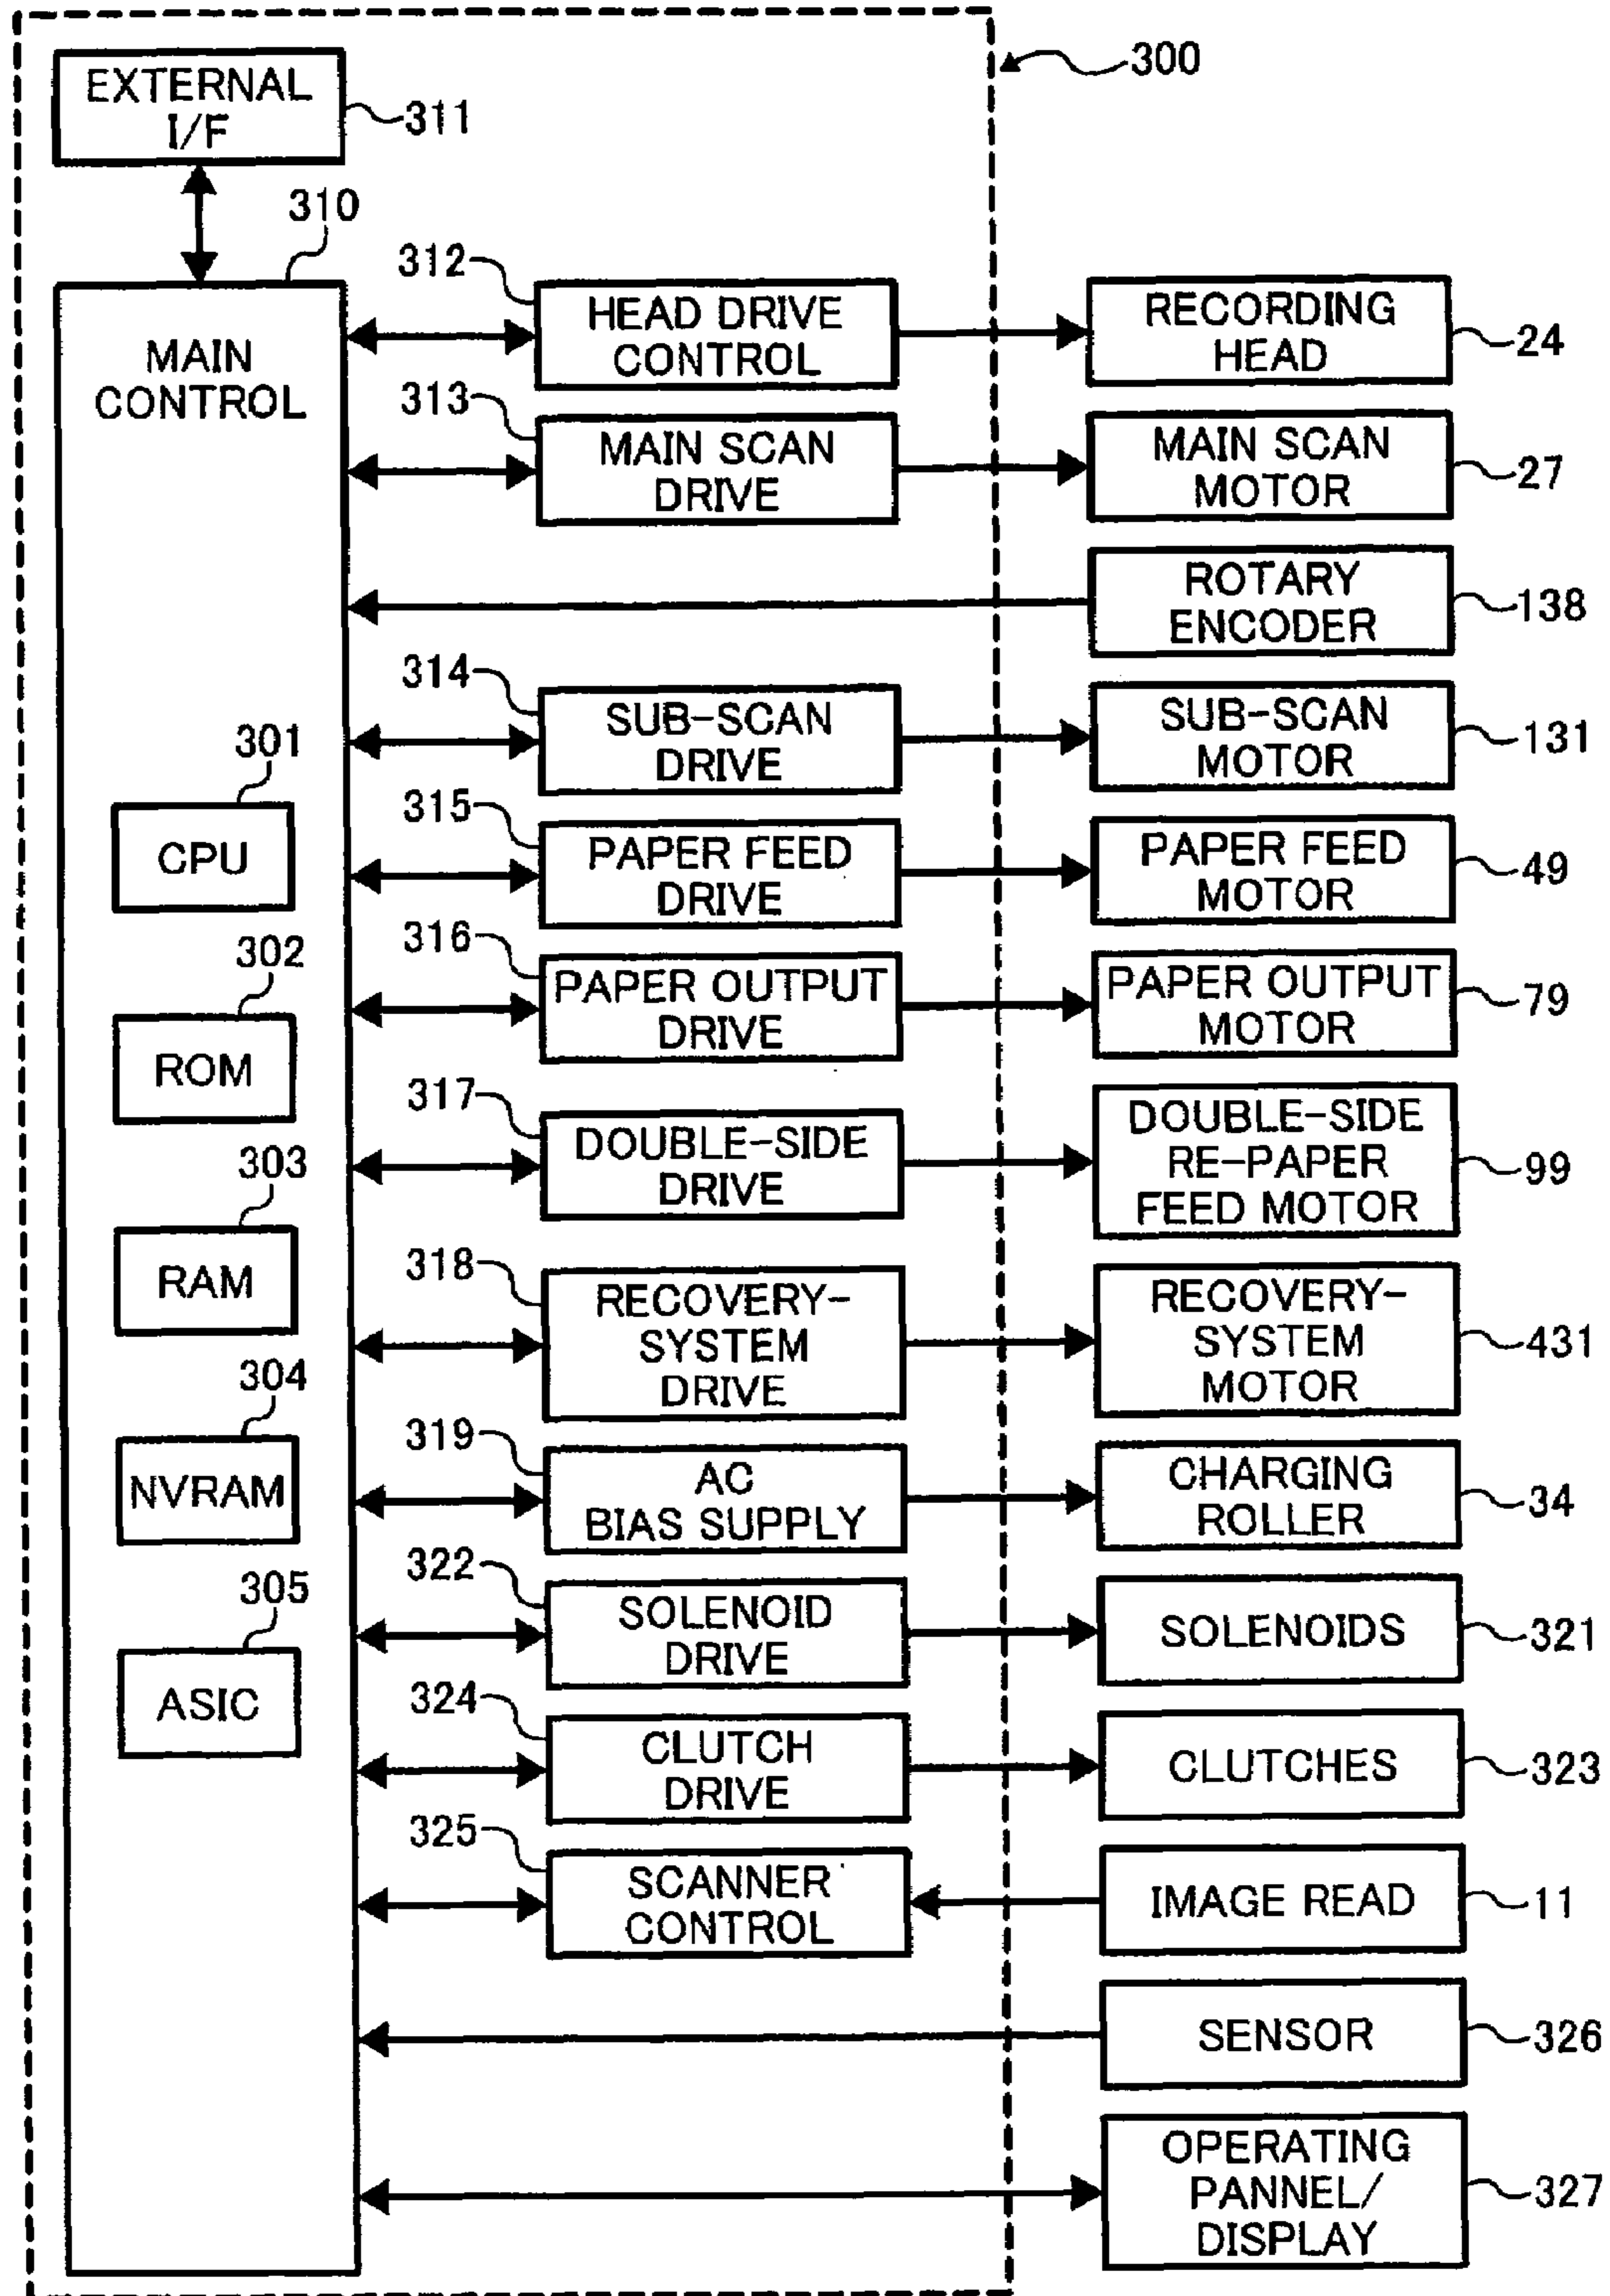 300
EXTERNAL
I/F
311
310
MAIN
CONTROL
312
HEAD DRIVE
CONTROL
RECORDING
HEAD
24
313
MAIN SCAN
DRIVE
MAIN SCAN
MOTOR
27
ROTARY
ENCODER
138
314
SUB-SCAN
DRIVE
SUB-SCAN
MOTOR
131
301
CPU
315
PAPER FEED
DRIVE
PAPER FEED
MOTOR
49
302
ROM
316
PAPER OUTPUT
DRIVE
PAPER OUTPUT
MOTOR
79
303
RAM
317
DOUBLE-SIDE
DRIVE
DOUBLE-SIDE
RE-PAPER
FEED MOTOR
99
318
RECOVERY-
SYSTEM
DRIVE
RECOVERY-
SYSTEM
MOTOR
431
304
NVRAM
319
AC
BIAS SUPPLY
CHARGING
ROLLER
34
305
ASIC
322
SOLENOID
DRIVE
SOLENOIDS
321
324
CLUTCH
DRIVE
CLUTCHES
323
325
SCANNER
CONTROL
IMAGE READ
11
SENSOR
326
OPERATING
PANNEL/
DISPLAY
327